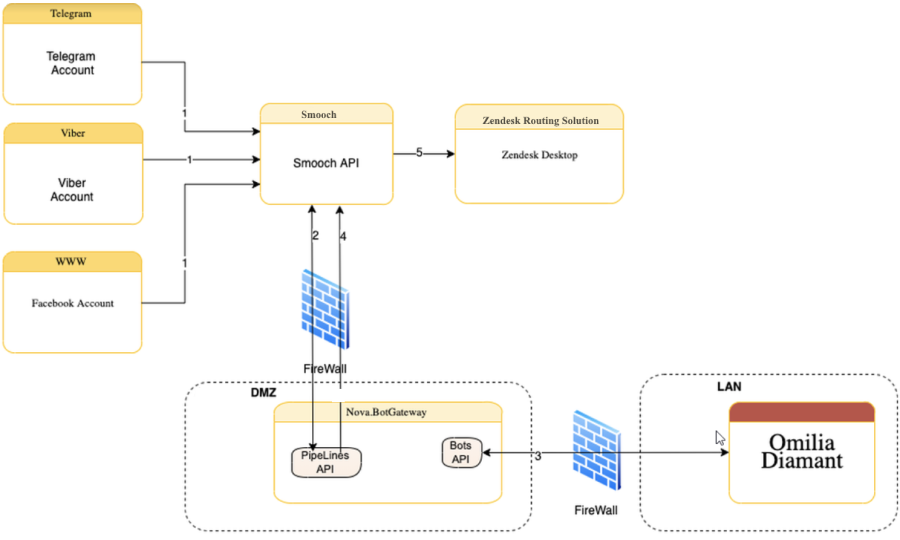 Telegram
Telegram
Account
1
Viber
Viber
Account
1
WWW
Facebook Account
1
Smooch
Smooch API
5
Zendesk Routing Solution
Zendesk Desktop
2
4
FireWall
DMZ
Nova.BotGateway
PipeLines
API
Bots
API
3
FireWall
LAN
Omilia
Diamant